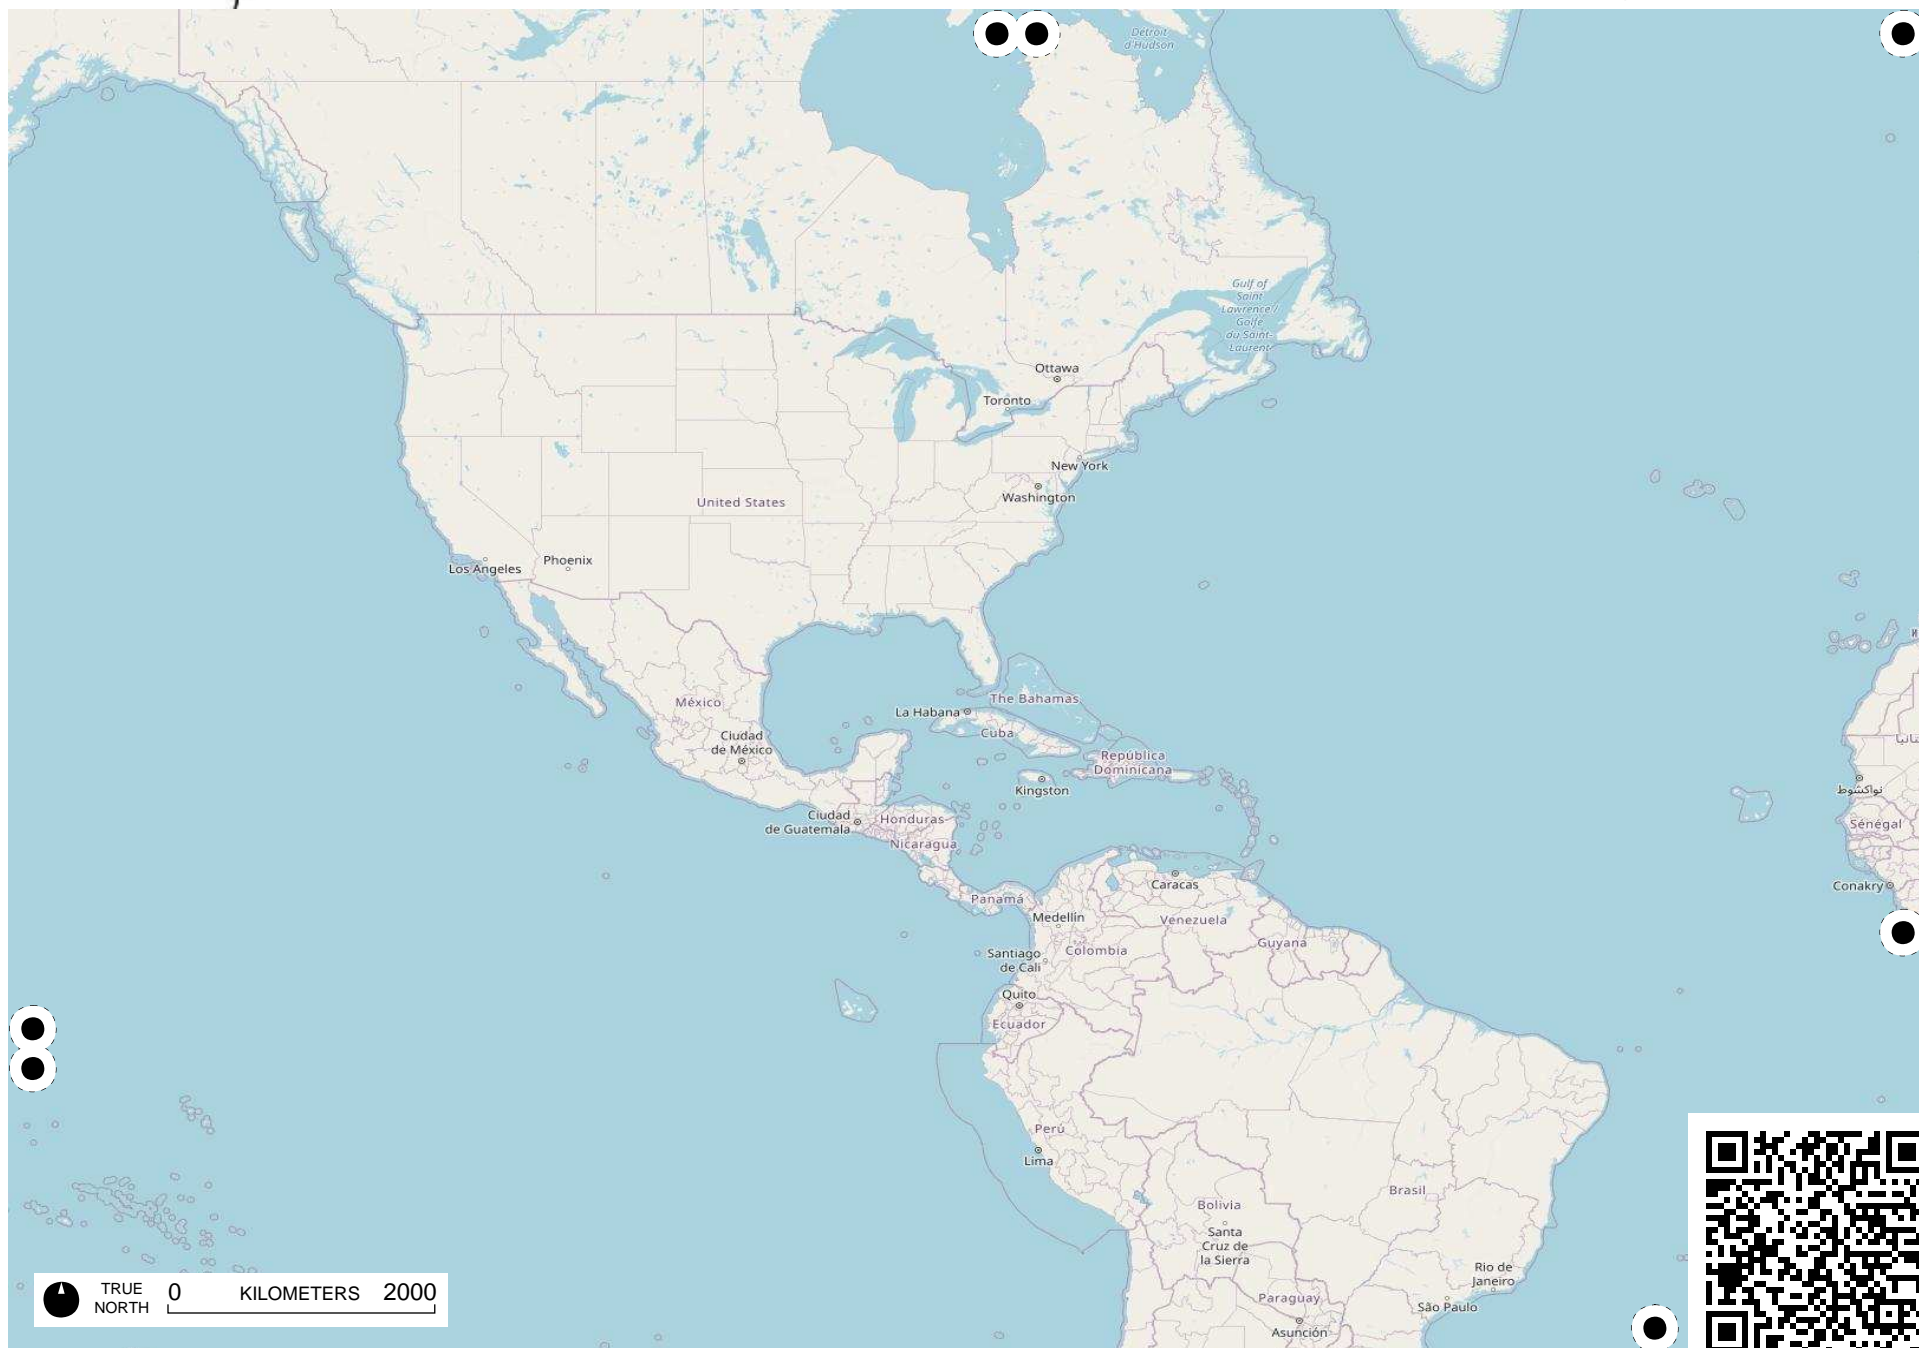 Détroit
d'Hudson
Gulf of
Saint
Lawrence /
Golfe
du Saint-
Laurent
Ottawa
Toronto
New York
Washington
United States
Los Angeles
Phoenix
México
Ciudad
de México
La Habana
The Bahamas
Cuba
República
Dominicana
Kingston
Ciudad
de Guatemala
Honduras
Nicaragua
نواكشوط
Sénégal
Conakry
Panamá
Caracas
Medellín
Venezuela
Guyana
Colombia
Santiago
de Cali
Quito
Ecuador
Perú
Lima
Brasil
Bolivia
Santa
Cruz de
la Sierra
Rio de
Janeiro
São Paulo
Paraguay
Asunción
TRUE
NORTH
0 KILOMETERS 2000